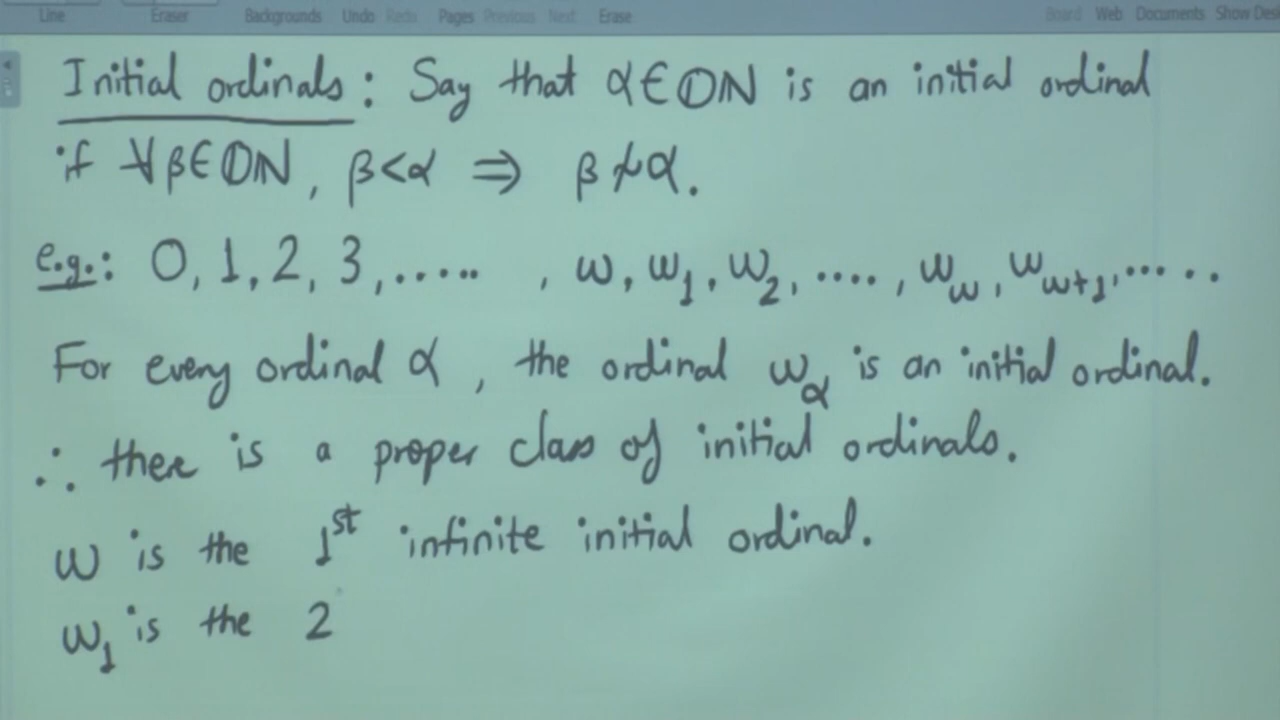 Line Eraser Backgrounds Undo Redo Pages Previous Next Erase Board Web Documents Show Des
Initial ordinals: Say that α∈ON is an initial ordinal
if ∀β∈ON, β<α ⇒ β≁α.
e.g.: 0, 1, 2, 3, ..... , ω, ω₁, ω₂, ...., ω_ω, ω_ω+1, .....
For every ordinal α, the ordinal ω_α is an initial ordinal.
∴ there is a proper class of initial ordinals.
ω is the 1st infinite initial ordinal.
ω₁ is the 2